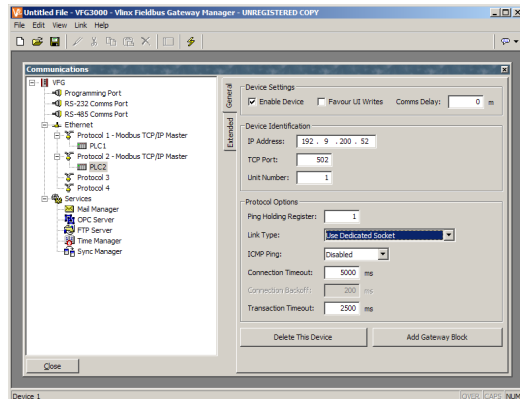 Untitled File - VFG3000 - Vlinx Fieldbus Gateway Manager - UNREGISTERED COPY
File Edit View Link Help
Communications
VFG
Programming Port
RS-232 Comms Port
RS-485 Comms Port
Ethernet
Protocol 1 - Modbus TCP/IP Master
PLC1
Protocol 2 - Modbus TCP/IP Master
PLC2
Protocol 3
Protocol 4
Services
Mail Manager
OPC Server
FTP Server
Time Manager
Sync Manager
Close
General
Extended
Device Settings
Enable Device Favour UI Writes Comms Delay: 0 m
Device Identification
IP Address: 192 . 9 . 200 . 52
TCP Port: 502
Unit Number: 1
Protocol Options
Ping Holding Register: 1
Link Type: Use Dedicated Socket
ICMP Ping: Disabled
Connection Timeout: 5000 ms
Connection Backoff: 200 ms
Transaction Timeout: 2500 ms
Delete This Device Add Gateway Block
Device 1 OVER CAPS NUM